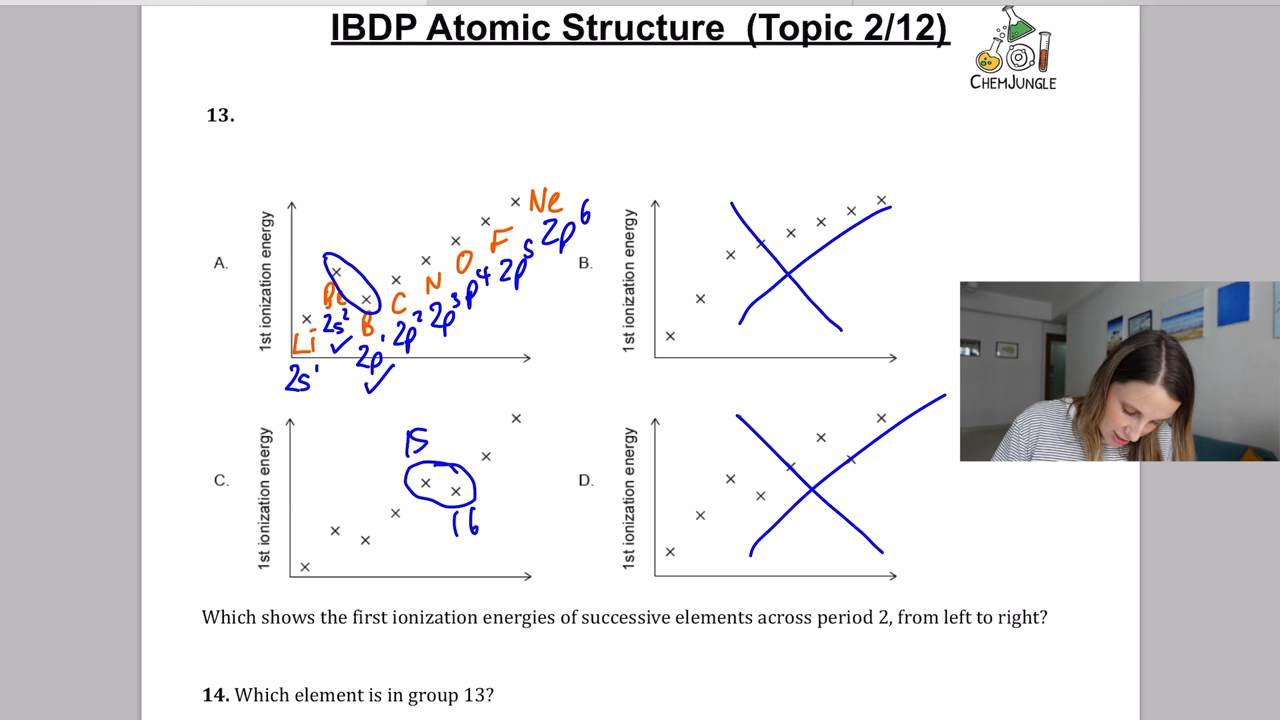 IBDP Atomic Structure (Topic 2/12)
CHEMJUNGLE
13.
A.
1st ionization energy
Li
Be
B
C
N
O
F
Ne
2s¹
2s²
2p¹
2p²
2p³
p⁴
2p⁵
2p⁶
B.
1st ionization energy
C.
1st ionization energy
15
16
D.
1st ionization energy
Which shows the first ionization energies of successive elements across period 2, from left to right?
14. Which element is in group 13?